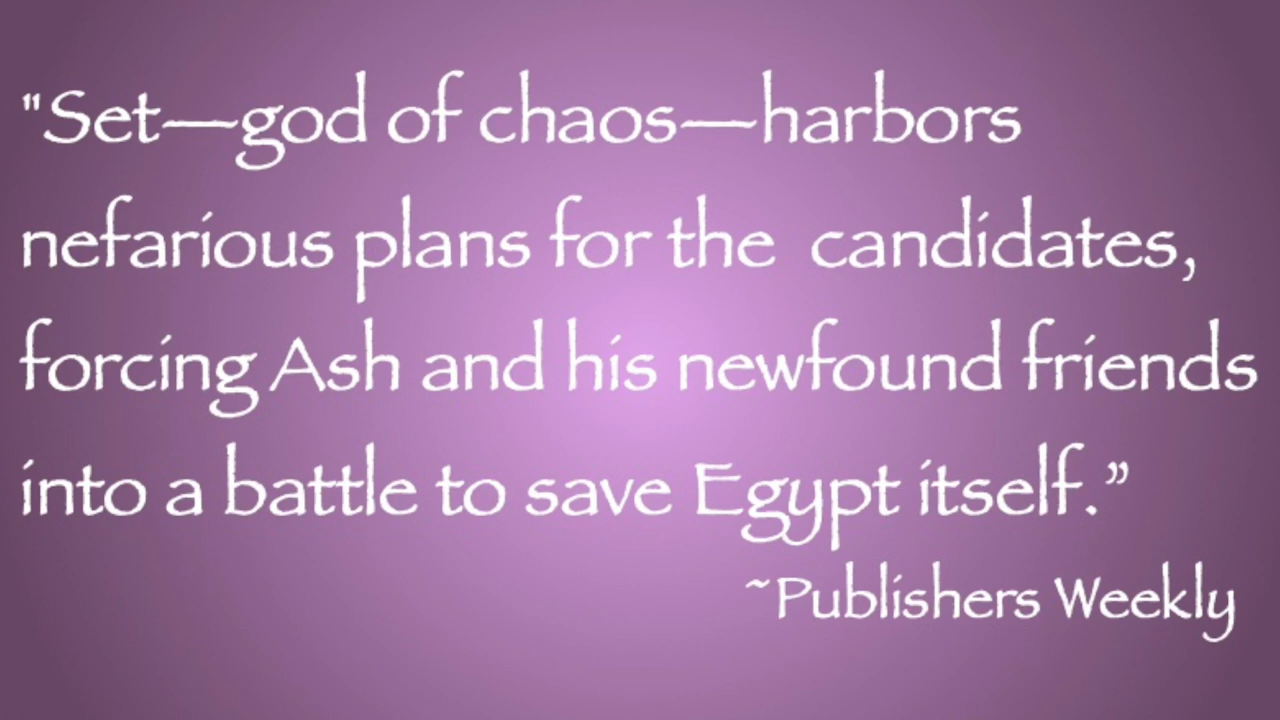 "Set—god of chaos—harbors
nefarious plans for the candidates,
forcing Ash and his newfound friends
into a battle to save Egypt itself.”
~Publishers Weekly